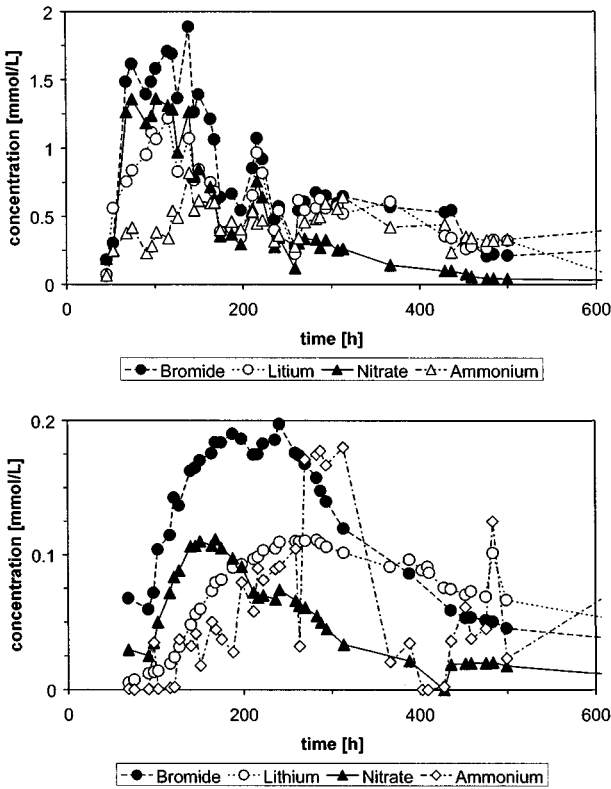 2
1.5
1
0.5
0
0 200 400 600
concentration [mmol/L]
time [h]
Bromide Litium Nitrate Ammonium
0.2
0.1
0
0 200 400 600
concentration [mmol/L]
time [h]
Bromide Lithium Nitrate Ammonium